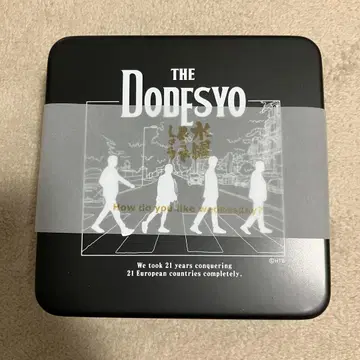 THE
DODESYO
水曜
どうでしょう
How do you like wednesday?
We took 21 years conquering
21 European countries completely.
©HTB